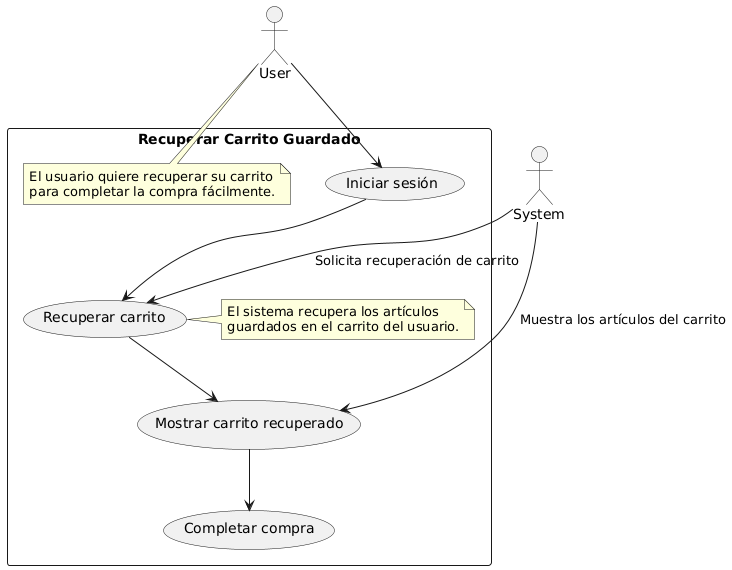 User
Recuperar Carrito Guardado
El usuario quiere recuperar su carrito
para completar la compra fácilmente.
Iniciar sesión
System
Solicita recuperación de carrito
Recuperar carrito
El sistema recupera los artículos
guardados en el carrito del usuario.
Muestra los artículos del carrito
Mostrar carrito recuperado
Completar compra